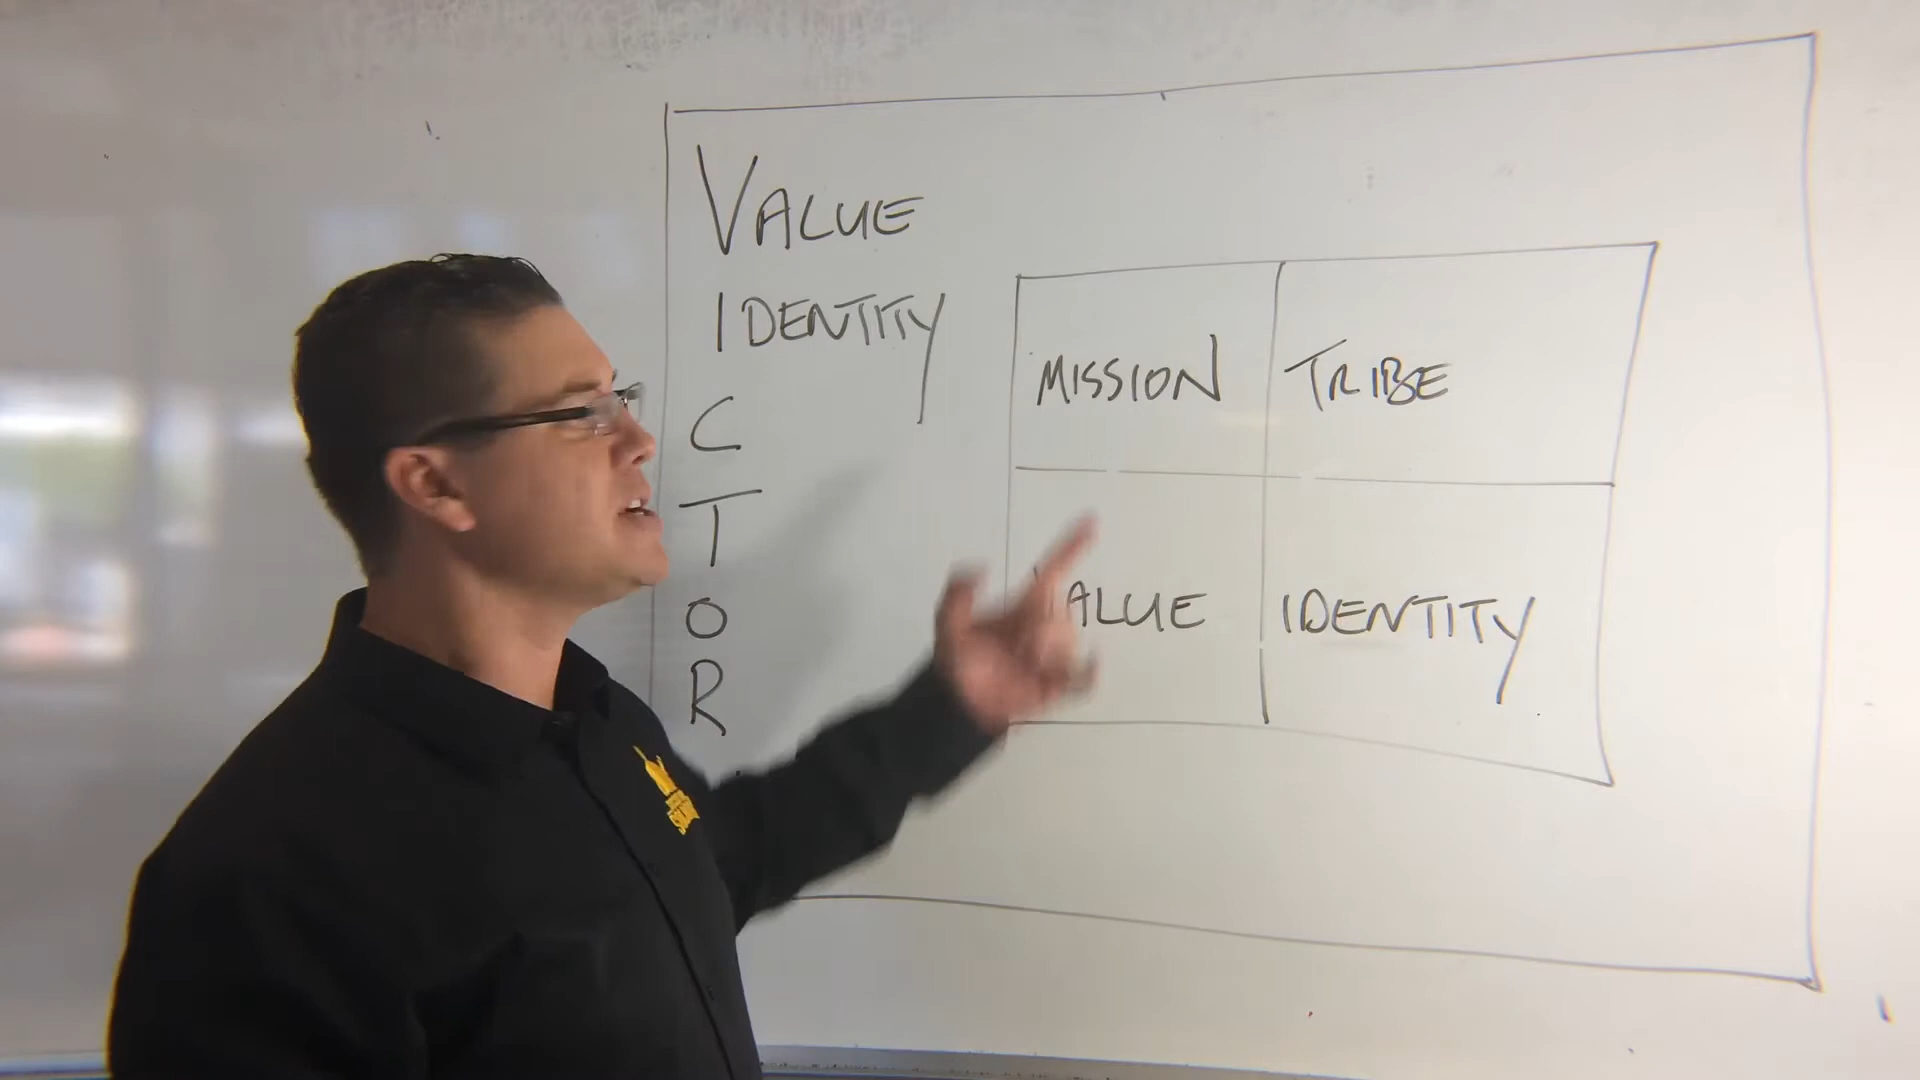 VALUE
IDENTITY
C
T
O
R
MISSION TRIBE
VALUE IDENTITY